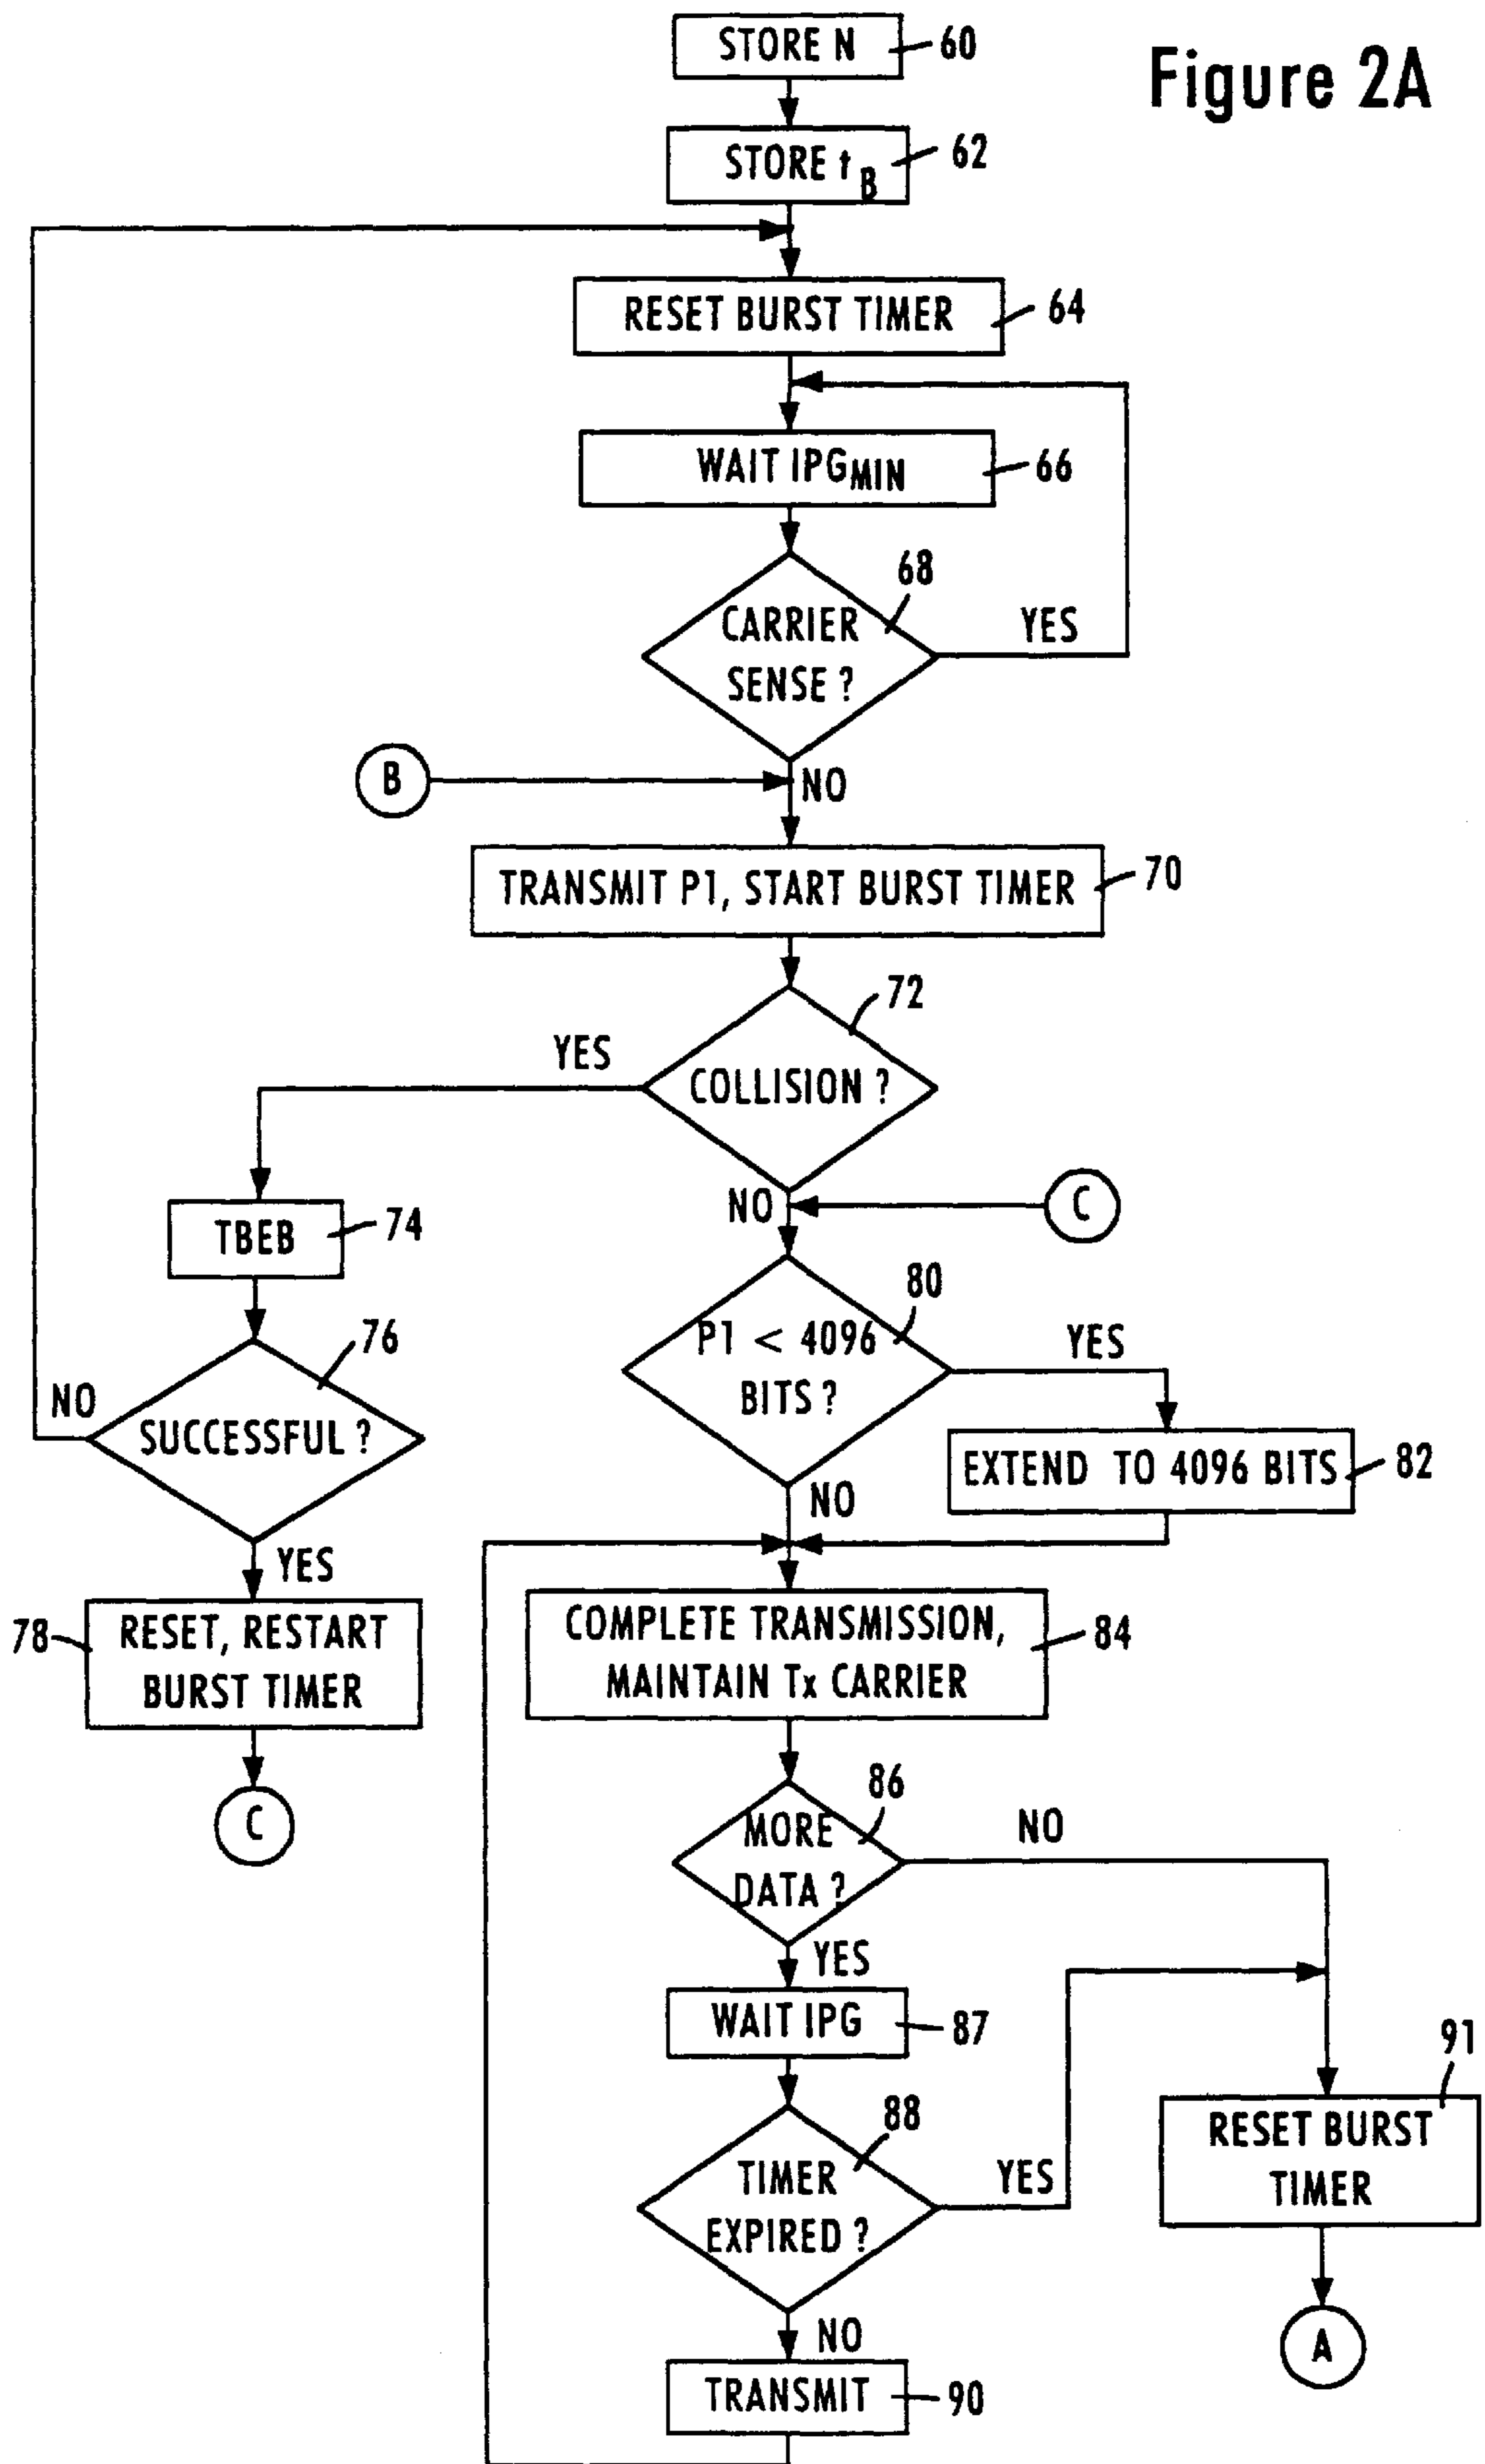 Figure 2A
STORE N
60
STORE tB
62
RESET BURST TIMER
64
WAIT IPGMIN
66
68
CARRIER
SENSE ?
YES
B
NO
TRANSMIT P1, START BURST TIMER
70
72
YES
COLLISION ?
NO
C
TBEB
74
80
P1 < 4096
BITS ?
YES
76
NO
SUCCESSFUL ?
EXTEND TO 4096 BITS
82
NO
YES
78
RESET, RESTART
BURST TIMER
COMPLETE TRANSMISSION,
MAINTAIN Tx CARRIER
84
C
86
MORE
DATA ?
NO
YES
WAIT IPG
87
91
88
TIMER
EXPIRED ?
YES
RESET BURST
TIMER
NO
A
TRANSMIT
90